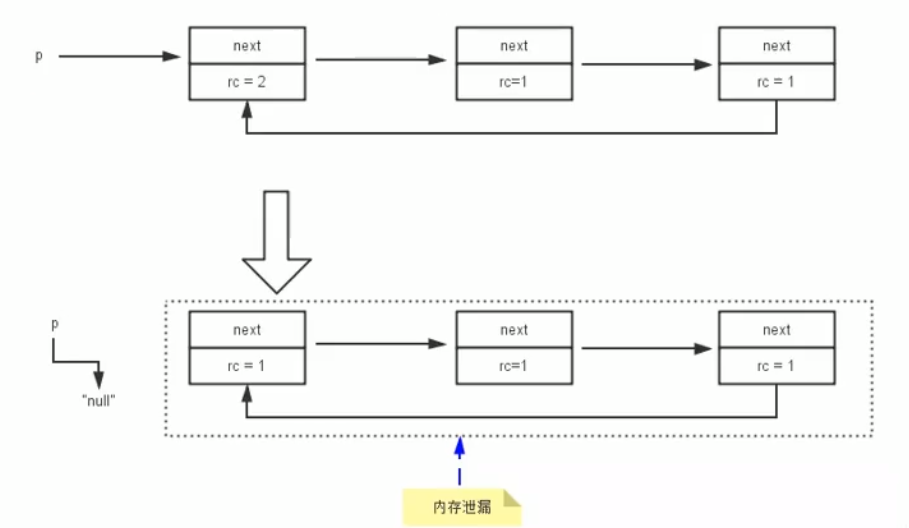 p
next
next
next
rc = 2
rc=1
rc = 1
p
next
next
next
rc = 1
rc=1
rc = 1
"null"
内存泄漏